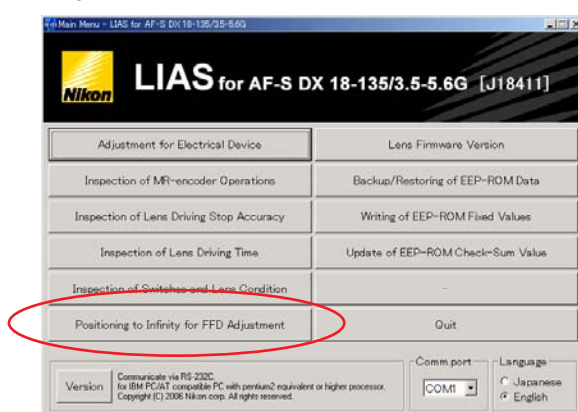 Main Menu - LIAS for AF-S DX 18-135/3.5-5.6G
Nikon
LIAS for AF-S DX 18-135/3.5-5.6G [J18411]
Adjustment for Electrical Device
Lens Firmware Version
Inspection of MR-encoder Operations
Backup/Restoring of EEP-ROM Data
Inspection of Lens Driving Stop Accuracy
Writing of EEP-ROM Fixed Values
Inspection of Lens Driving Time
Update of EEP-ROM Check-Sum Value
Inspection of Switches and Lens Condition
-
Positioning to Infinity for FFD Adjustment
Quit
Version
Communicate via RS-232C.
for IBM PC/AT compatible PC with pentium2 equivalent or higher processor.
Copyright (C) 2006 Nikon corp. All rights reserved.
Comm.port
COM1
Language
Japanese
English